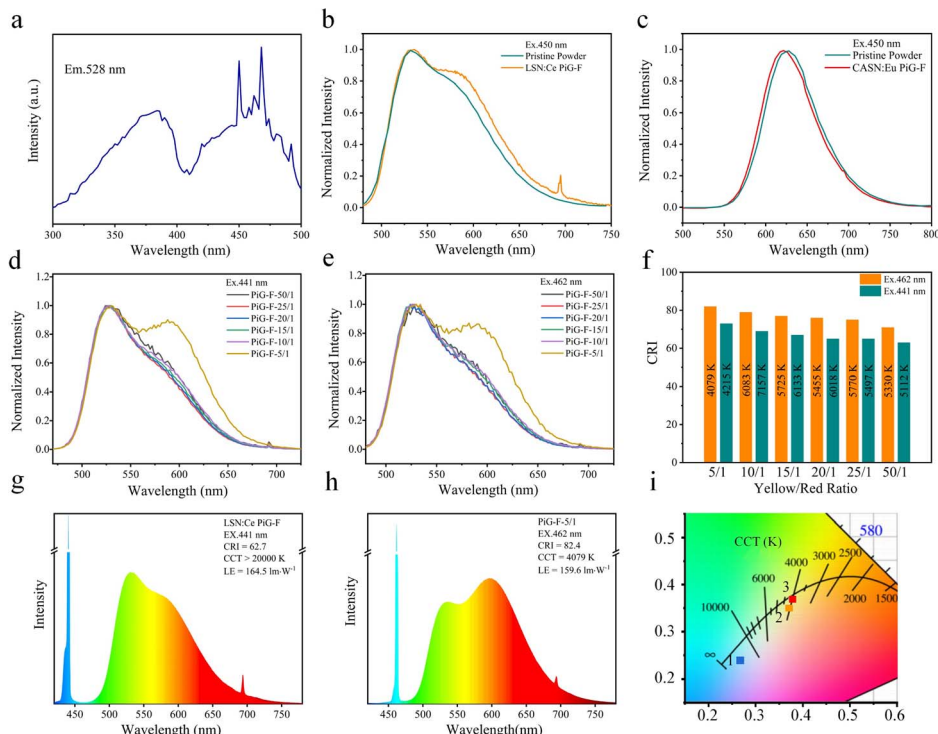 a
Em.528 nm
Intensity (a.u.)
300 350 400 450 500
Wavelength (nm)
b
Ex.450 nm
Pristine Powder
LSN:Ce PiG-F
Normalized Intensity
1.0
0.8
0.6
0.4
0.2
0.0
500 550 600 650 700 750
Wavelength (nm)
c
Ex.450 nm
Pristine Powder
CASN:Eu PiG-F
Normalized Intensity
1.0
0.8
0.6
0.4
0.2
0.0
500 550 600 650 700 750 800
Wavelength (nm)
d
Ex.441 nm
PiG-F-50/1
PiG-F-25/1
PiG-F-20/1
PiG-F-15/1
PiG-F-10/1
PiG-F-5/1
Normalized Intensity
1.2
1.0
0.8
0.6
0.4
0.2
0.0
500 550 600 650 700
Wavelength (nm)
e
Ex.462 nm
PiG-F-50/1
PiG-F-25/1
PiG-F-20/1
PiG-F-15/1
PiG-F-10/1
PiG-F-5/1
Normalized Intensity
1.2
1.0
0.8
0.6
0.4
0.2
0.0
500 550 600 650 700
Wavelength (nm)
f
Ex.462 nm
Ex.441 nm
CRI
100
80
60
40
20
0
4079 K
4215 K
6083 K
7157 K
5725 K
6133 K
5455 K
6018 K
5770 K
5497 K
5330 K
5112 K
5/1 10/1 15/1 20/1 25/1 50/1
Yellow/Red Ratio
g
LSN:Ce PiG-F
EX.441 nm
CRI = 62.7
CCT > 20000 K
LE = 164.5 lm·W⁻¹
Intensity
450 500 550 600 650 700 750
Wavelength (nm)
h
PiG-F-5/1
EX.462 nm
CRI = 82.4
CCT = 4079 K
LE = 159.6 lm·W⁻¹
Intensity
450 500 550 600 650 700 750
Wavelength(nm)
i
CCT (K)
580
∞
10000
6000
4000
3000
2500
2000
1500
1
2
3
0.5
0.4
0.3
0.2
0.2 0.3 0.4 0.5 0.6